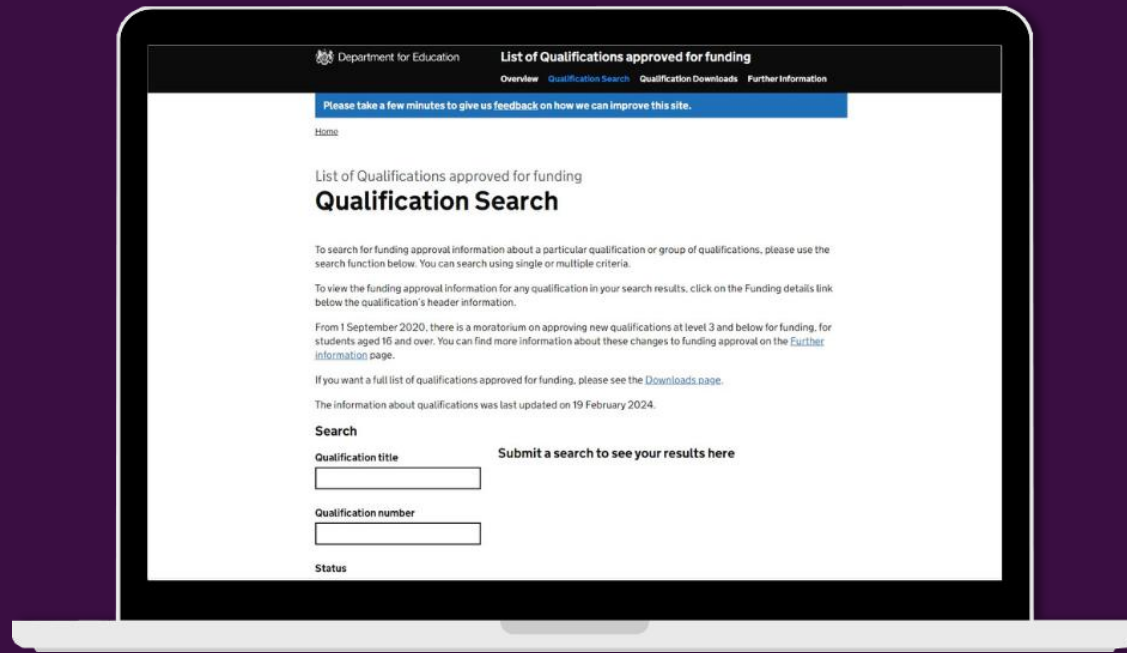 Department for Education
List of Qualifications approved for funding
Overview Qualification Search Qualification Downloads Further Information
Please take a few minutes to give us feedback on how we can improve this site.
Home
List of Qualifications approved for funding
Qualification Search
To search for funding approval information about a particular qualification or group of qualifications, please use the
search function below. You can search using single or multiple criteria.
To view the funding approval information for any qualification in your search results, click on the Funding details link
below the qualification's header information.
From 1 September 2020, there is a moratorium on approving new qualifications at level 3 and below for funding, for
students aged 16 and over. You can find more information about these changes to funding approval on the Further
information page.
If you want a full list of qualifications approved for funding, please see the Downloads page.
The information about qualifications was last updated on 19 February 2024.
Search
Qualification title
Submit a search to see your results here
Qualification number
Status